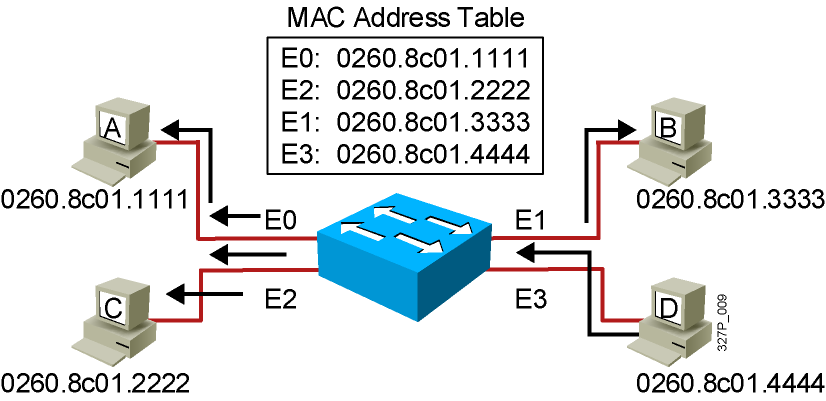 MAC Address Table
E0: 0260.8c01.1111
E2: 0260.8c01.2222
E1: 0260.8c01.3333
E3: 0260.8c01.4444
A
B
0260.8c01.1111
0260.8c01.3333
E0
E1
E2
E3
C
D
327P_009
0260.8c01.2222
0260.8c01.4444